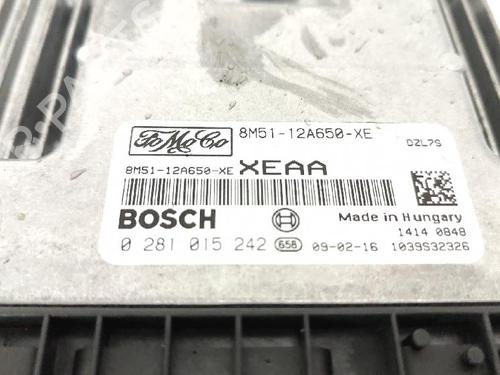 FoMoCo 8M51-12A650-XE DZL7S
8M51-12A650-XE XEAA
BOSCH Made in Hungary
1414 0848
0 281 015 242 658 09-02-16 1039S32326